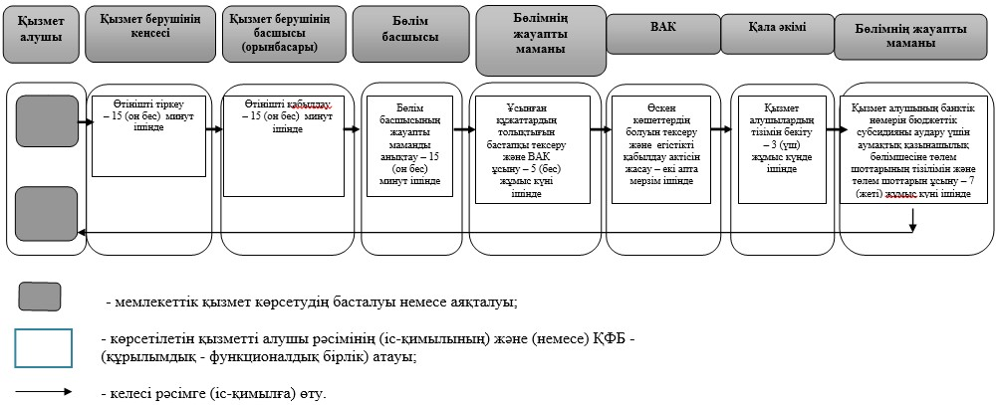 Қызмет
алушы
Қызмет берушінің
кеңсесі
Қызмет берушінің
басшысы
(орынбасары)
Бөлім
басшысы
Бөлімнің
жауапты
маманы
ВАК
Қала әкімі
Бөлімнің жауапты
маманы
Өтінішті тіркеу
– 15 (он бес) минут
ішінде
Өтінішті қабылдау
– 15 (он бес) минут
ішінде
Бөлім
басшысының
жауапты
маманды
анықтау – 15
(он бес)
минут ішінде
Ұсынған
құжаттардың
толықтығын
бастапқы тексеру
және ВАК
ұсыну – 5 (бес)
жұмыс күні
ішінде
Өскен
көшеттердің
болуын тексеру
және егістікті
қабылдау актісін
жасау – екі апта
мерзім ішінде
Қызмет
алушылардың
тізімін бекіту
– 3 (үш)
жұмыс күнде
ішінде
Қызмет алушының банктік
нөмерін бюджеттік
субсидияны аудару үшін
аумақтық қазынашылық
бөлімшесіне төлем
шоттарының тізілімін және
төлем шоттарын ұсыну – 7
(жеті) жұмыс күні ішінде
- мемлекеттік қызмет көрсетудің басталуы немесе аяқталуы;
- көрсетілетін қызметті алушы рәсімінің (іс-қимылының) және (немесе) ҚФБ -
(құрылымдық - функционалдық бірлік) атауы;
- келесі рәсімге (іс-қимылға) өту.